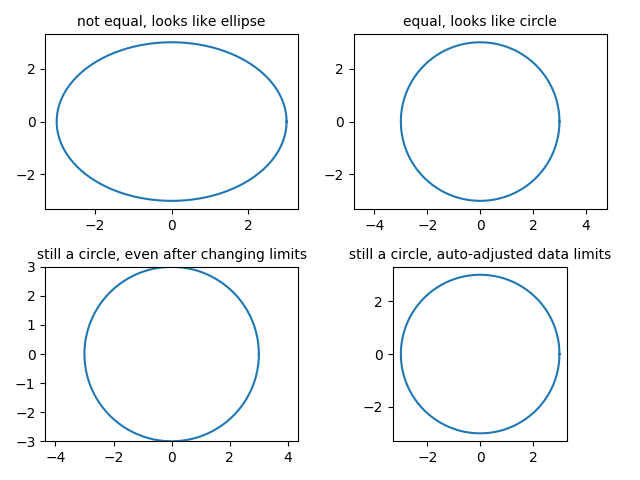 not equal, looks like ellipse
2
0
−2
−2 0 2
equal, looks like circle
2
0
−2
−4 −2 0 2 4
still a circle, even after changing limits
3
2
1
0
−1
−2
−3
−4 −2 0 2 4
still a circle, auto-adjusted data limits
2
0
−2
−2 0 2